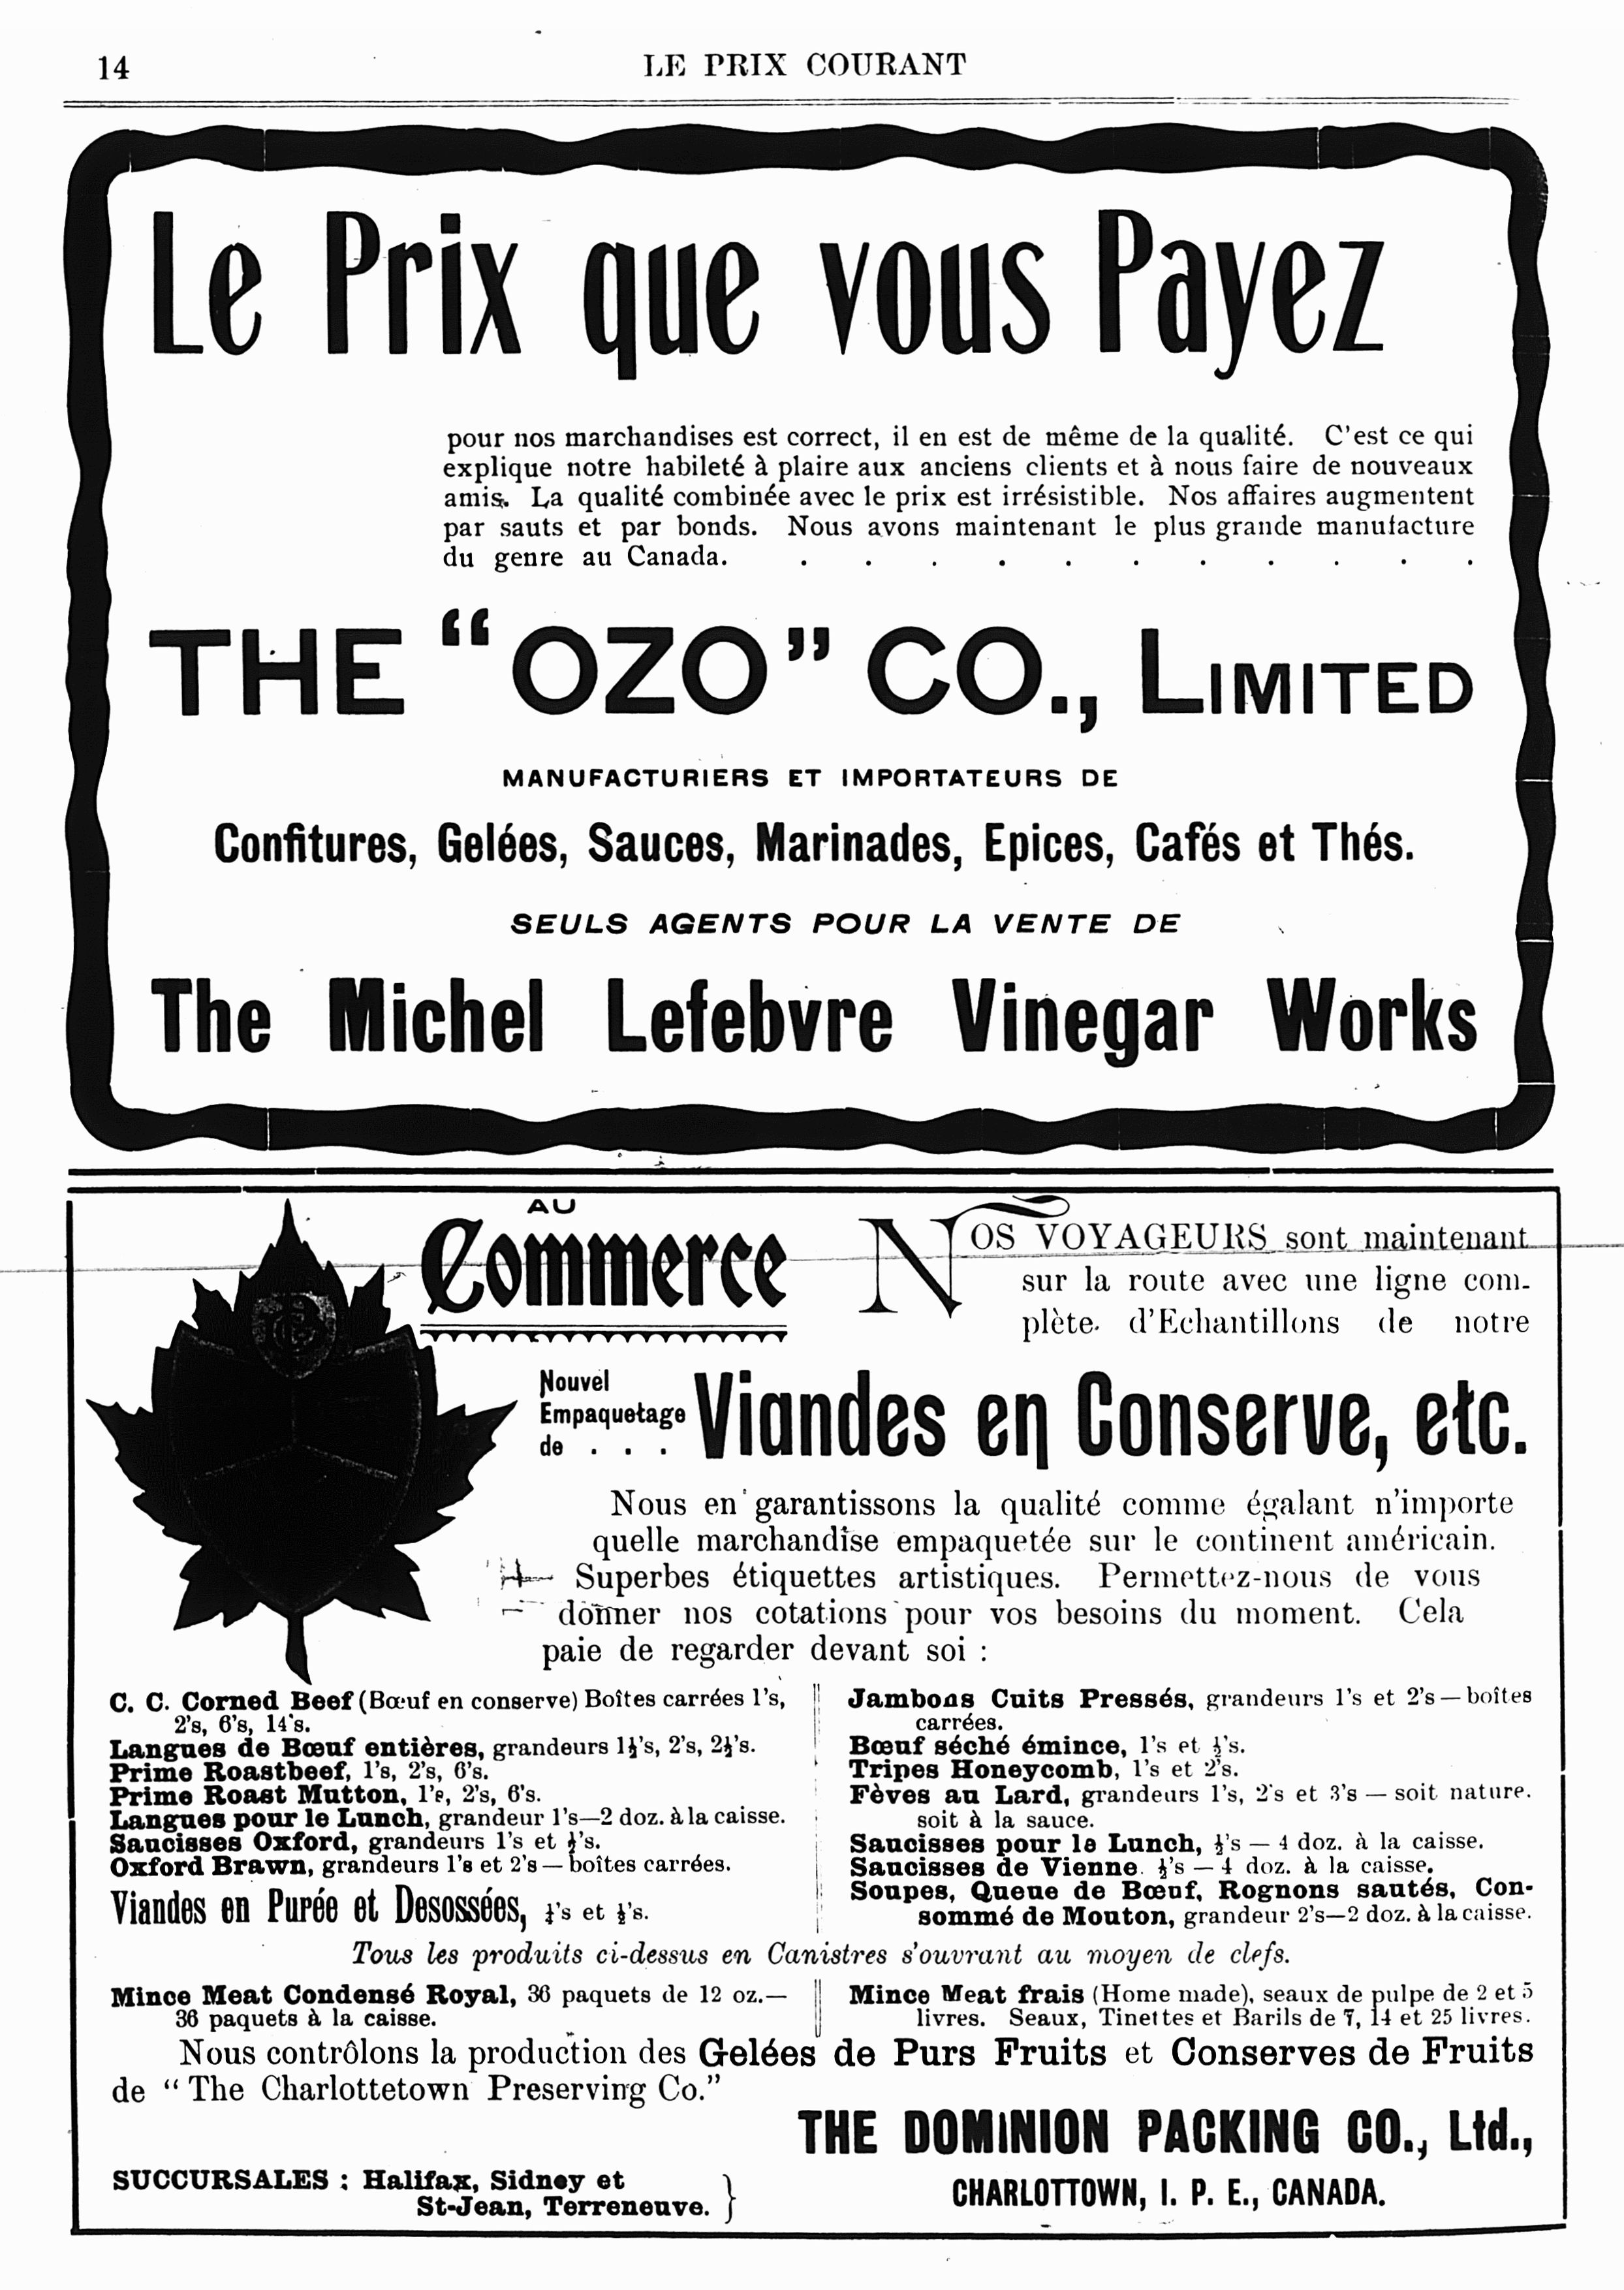 14
LE PRIX COURANT
Le Prix que vous Payez
pour nos marchandises est correct, il en est de même de la qualité. C'est ce qui
explique notre habileté à plaire aux anciens clients et à nous faire de nouveaux
amis. La qualité combinée avec le prix est irrésistible. Nos affaires augmentent
par sauts et par bonds. Nous avons maintenant le plus grande manufacture
du genre au Canada. . . . . . . . . . . .
THE "OZO" CO., LIMITED
MANUFACTURIERS ET IMPORTATEURS DE
Confitures, Gelées, Sauces, Marinades, Epices, Cafés et Thés.
SEULS AGENTS POUR LA VENTE DE
The Michel Lefebvre Vinegar Works
AU
Commerce
NOS VOYAGEURS sont maintenant
sur la route avec une ligne com-
plète d'Echantillons de notre
Nouvel
Empaquetage
de . . .
Viandes en Conserve, etc.
Nous en garantissons la qualité comme égalant n'importe
quelle marchandise empaquetée sur le continent américain.
Superbes étiquettes artistiques. Permettez-nous de vous
donner nos cotations pour vos besoins du moment. Cela
paie de regarder devant soi :
C. C. Corned Beef (Bœuf en conserve) Boîtes carrées 1's,
2's, 6's, 14's.
Langues de Bœuf entières, grandeurs 1½'s, 2's, 2½'s.
Prime Roastbeef, 1's, 2's, 6's.
Prime Roast Mutton, 1's, 2's, 6's.
Langues pour le Lunch, grandeur 1's—2 doz. à la caisse.
Saucisses Oxford, grandeurs 1's et ½'s.
Oxford Brawn, grandeurs 1's et 2's — boîtes carrées.
Viandes en Purée et Desossées, ¼'s et ½'s.
Jambons Cuits Pressés, grandeurs 1's et 2's — boîtes
carrées.
Bœuf séché émince, 1's et ½'s.
Tripes Honeycomb, 1's et 2's.
Fèves au Lard, grandeurs 1's, 2's et 3's — soit nature.
soit à la sauce.
Saucisses pour le Lunch, ½'s — 4 doz. à la caisse.
Saucisses de Vienne. ½'s — 4 doz. à la caisse.
Soupes, Queue de Bœuf, Rognons sautés, Con-
sommé de Mouton, grandeur 2's—2 doz. à la caisse.
Tous les produits ci-dessus en Canistres s'ouvrant au moyen de clefs.
Mince Meat Condensé Royal, 36 paquets de 12 oz.—
36 paquets à la caisse.
Mince Meat frais (Home made), seaux de pulpe de 2 et 5
livres. Seaux, Tinettes et Barils de 7, 14 et 25 livres.
Nous contrôlons la production des Gelées de Purs Fruits et Conserves de Fruits
de "The Charlottetown Preserving Co."
THE DOMINION PACKING CO., Ltd.,
CHARLOTTOWN, I. P. E., CANADA.
SUCCURSALES : Halifax, Sidney et
St-Jean, Terreneuve. }